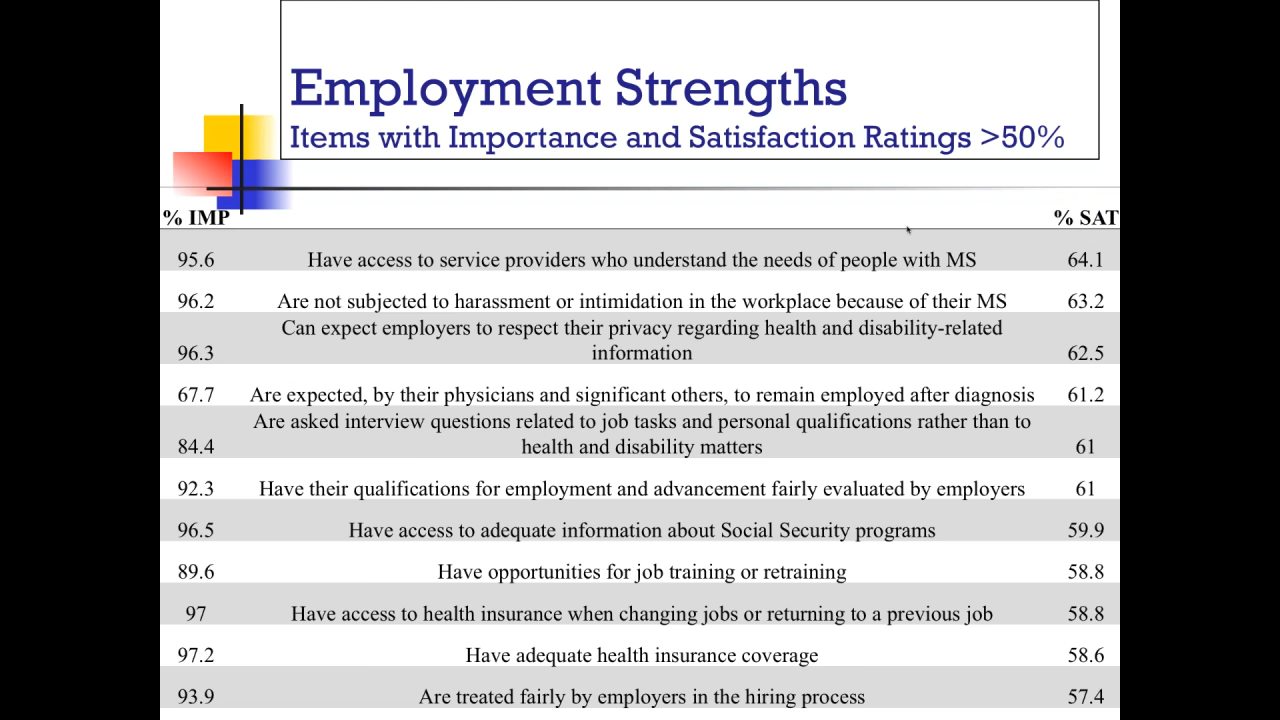 Employment Strengths
Items with Importance and Satisfaction Ratings >50%
% IMP % SAT
95.6 Have access to service providers who understand the needs of people with MS 64.1
96.2 Are not subjected to harassment or intimidation in the workplace because of their MS 63.2
Can expect employers to respect their privacy regarding health and disability-related
96.3 information 62.5
67.7 Are expected, by their physicians and significant others, to remain employed after diagnosis 61.2
Are asked interview questions related to job tasks and personal qualifications rather than to
84.4 health and disability matters 61
92.3 Have their qualifications for employment and advancement fairly evaluated by employers 61
96.5 Have access to adequate information about Social Security programs 59.9
89.6 Have opportunities for job training or retraining 58.8
97 Have access to health insurance when changing jobs or returning to a previous job 58.8
97.2 Have adequate health insurance coverage 58.6
93.9 Are treated fairly by employers in the hiring process 57.4